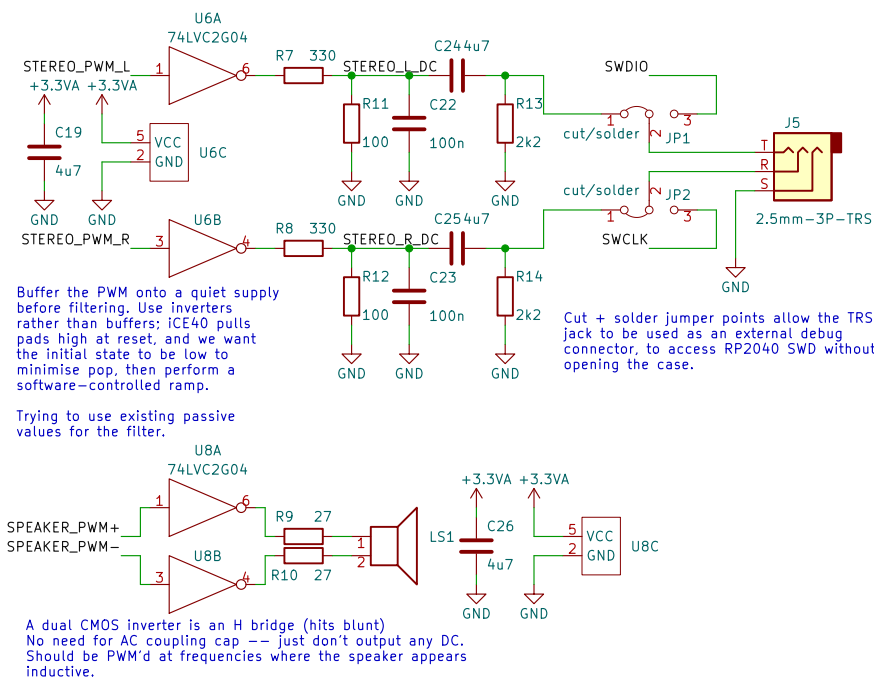 U6A
74LVC2G04
STEREO_PWM_L
1
6
R7 330
STEREO_L_DC
C24 4u7
SWDIO
+3.3VA
+3.3VA
C19
4u7
5 VCC
2 GND
U6C
GND
GND
R11
100
C22
100n
R13
2k2
GND
GND
GND
1
2
3
cut/solder
JP1
J5
T
R
S
2.5mm-3P-TRS
cut/solder
JP2
1
2
3
SWCLK
GND
STEREO_PWM_R
U6B
3
4
R8 330
STEREO_R_DC
C25 4u7
R12
100
C23
100n
R14
2k2
GND
GND
GND
Buffer the PWM onto a quiet supply
before filtering. Use inverters
rather than buffers; iCE40 pulls
pads high at reset, and we want
the initial state to be low to
minimise pop, then perform a
software-controlled ramp.
Trying to use existing passive
values for the filter.
Cut + solder jumper points allow the TRS
jack to be used as an external debug
connector, to access RP2040 SWD without
opening the case.
U8A
74LVC2G04
SPEAKER_PWM+
SPEAKER_PWM-
1
6
R9 27
3
U8B
4
R10 27
1
2
LS1
+3.3VA
+3.3VA
C26
4u7
5 VCC
2 GND
U8C
GND
GND
A dual CMOS inverter is an H bridge (hits blunt)
No need for AC coupling cap -- just don't output any DC.
Should be PWM'd at frequencies where the speaker appears
inductive.